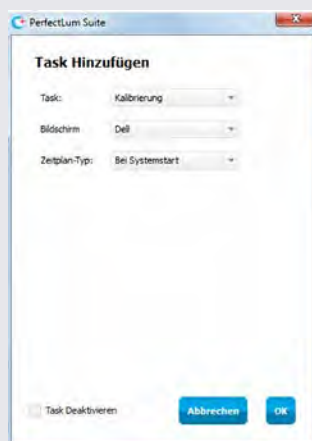 PerfectLum Suite
Task Hinzufügen
Task: Kalibrierung
Bildschirm Dell
Zeitplan-Typ: Bei Systemstart
Task Deaktivieren Abbrechen OK